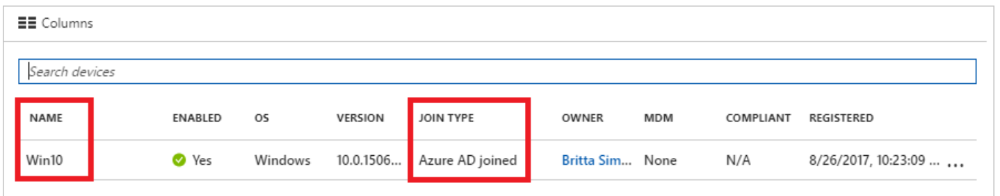 Columns
Search devices
NAME ENABLED OS VERSION JOIN TYPE OWNER MDM COMPLIANT REGISTERED
Win10 Yes Windows 10.0.1506... Azure AD joined Britta Sim... None N/A 8/26/2017, 10:23:09 ... ...